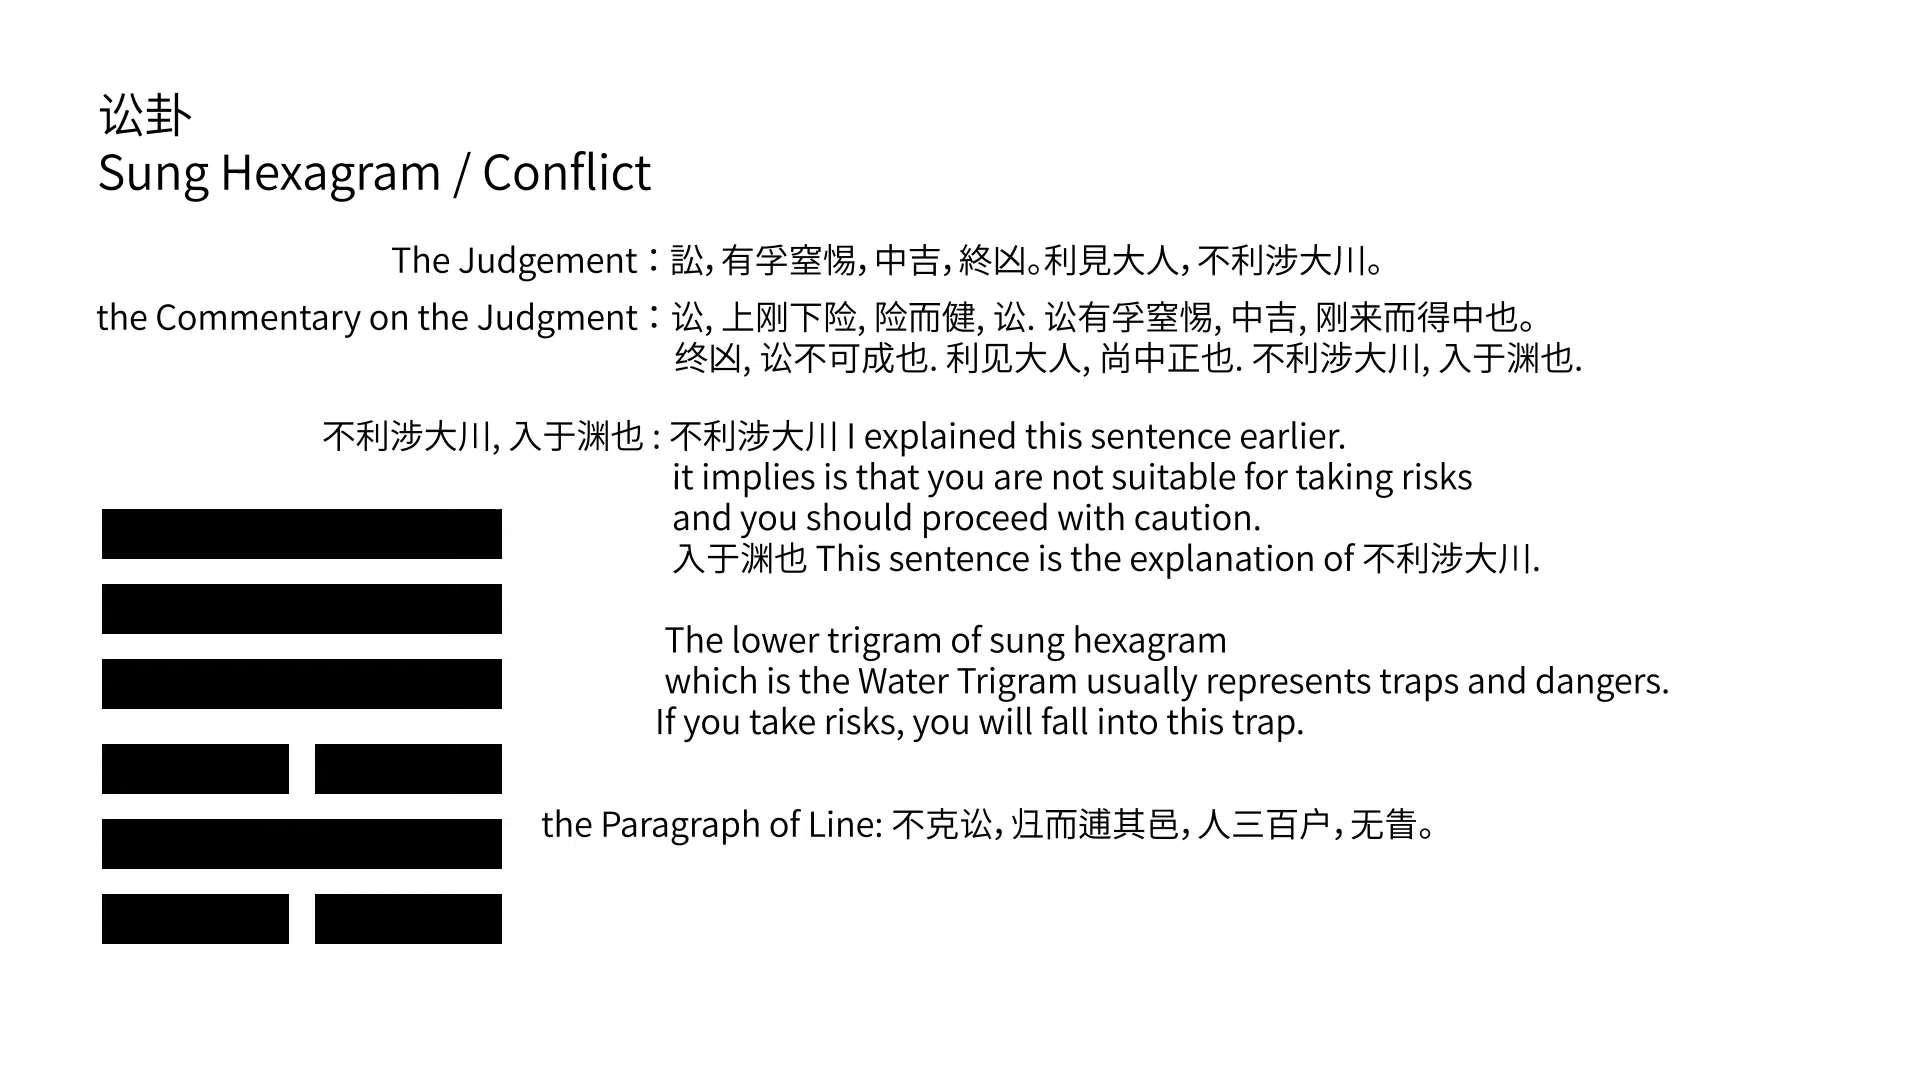 讼卦
Sung Hexagram / Conflict
The Judgement：訟，有孚窒惕，中吉，終凶。利見大人，不利涉大川。
the Commentary on the Judgment：讼, 上刚下险, 险而健, 讼. 讼有孚窒惕, 中吉, 刚来而得中也。
终凶, 讼不可成也. 利见大人, 尚中正也. 不利涉大川, 入于渊也.
不利涉大川, 入于渊也 : 不利涉大川 I explained this sentence earlier.
it implies is that you are not suitable for taking risks
and you should proceed with caution.
入于渊也 This sentence is the explanation of 不利涉大川.
The lower trigram of sung hexagram
which is the Water Trigram usually represents traps and dangers.
If you take risks, you will fall into this trap.
the Paragraph of Line: 不克讼，归而逋其邑，人三百户，无眚。